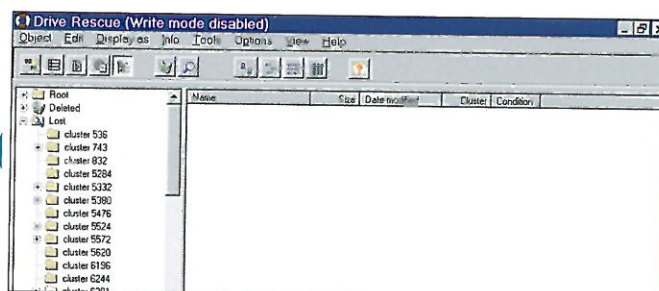 Drive Rescue (Write mode disabled)
Object Edit Display as Info Tools Options View Help
Root
Deleted
Lost
cluster 536
cluster 743
cluster 832
cluster 5284
cluster 5332
cluster 5380
cluster 5476
cluster 5524
cluster 5572
cluster 5620
cluster 6196
cluster 6244
Name Size Date modified Cluster Condition